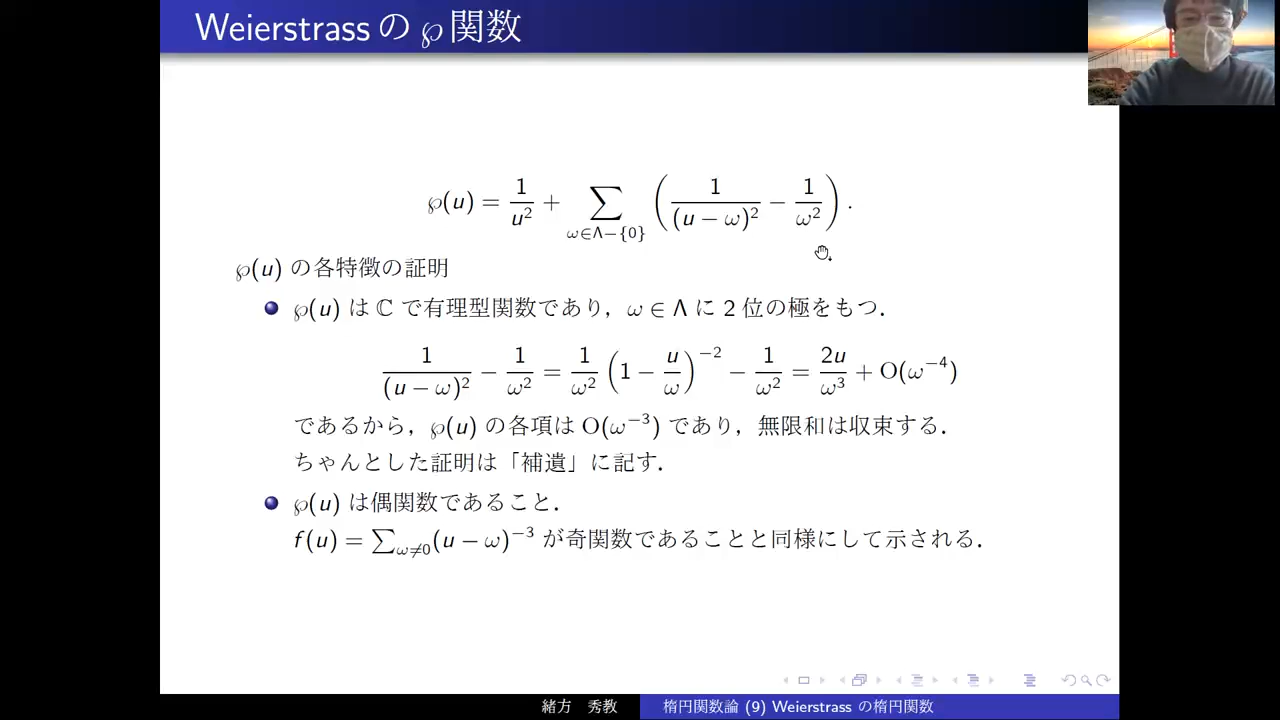 Weierstrass の ℘ 関数
℘(u) = 1/u² + ∑_{ω∈Λ−{0}} ( 1/(u − ω)² − 1/ω² ) .
℘(u) の各特徴の証明
℘(u) は ℂ で有理型関数であり，ω ∈ Λ に 2 位の極をもつ．
1/(u − ω)² − 1/ω² = 1/ω² (1 − u/ω)⁻² − 1/ω² = 2u/ω³ + O(ω⁻⁴)
であるから，℘(u) の各項は O(ω⁻³) であり，無限和は収束する．
ちゃんとした証明は「補遺」に記す．
℘(u) は偶関数であること．
f(u) = ∑_{ω≠0}(u − ω)⁻³ が奇関数であることと同様にして示される．
緒方 秀教
楕円関数論 (9) Weierstrass の楕円関数